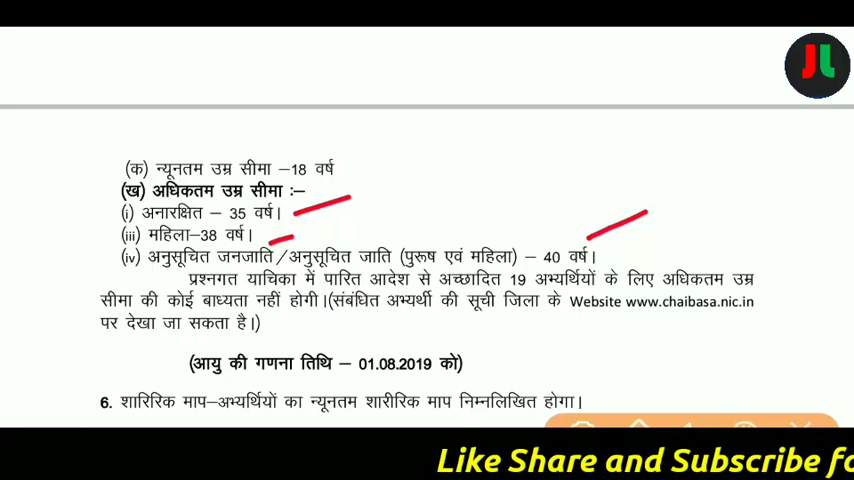 JL
(क) न्यूनतम उम्र सीमा –18 वर्ष
(ख) अधिकतम उम्र सीमा :–
(i) अनारक्षित – 35 वर्ष।
(iii) महिला–38 वर्ष।
(iv) अनुसूचित जनजाति/अनुसूचित जाति (पुरूष एवं महिला) – 40 वर्ष।
प्रश्नगत याचिका में पारित आदेश से अच्छादित 19 अभ्यर्थियों के लिए अधिकतम उम्र
सीमा की कोई बाध्यता नहीं होगी।(संबंधित अभ्यर्थी की सूची जिला के Website www.chaibasa.nic.in
पर देखा जा सकता है।)
(आयु की गणना तिथि – 01.08.2019 को)
6. शारिरिक माप–अभ्यर्थियों का न्यूनतम शारीरिक माप निम्नलिखित होगा।
Like Share and Subscribe fo